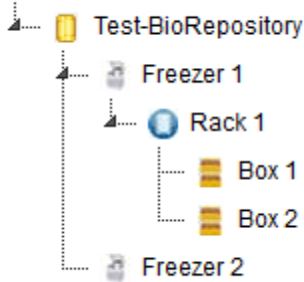 Test-BioRepository
Freezer 1
Rack 1
Box 1
Box 2
Freezer 2